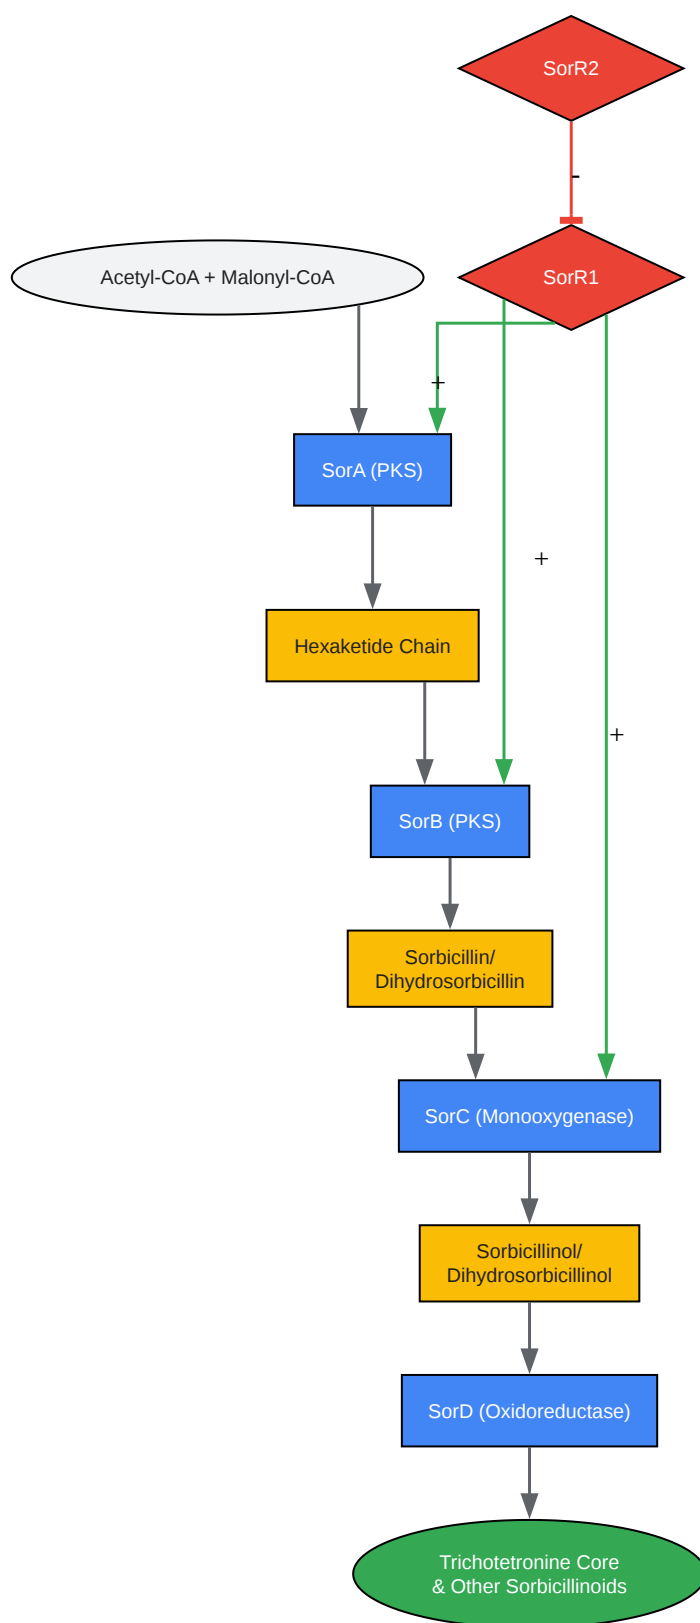 SorR2
-
Acetyl-CoA + Malonyl-CoA
SorR1
+
SorA (PKS)
+
Hexaketide Chain
+
SorB (PKS)
Sorbicillin/
Dihydrosorbicillin
SorC (Monooxygenase)
Sorbicillinol/
Dihydrosorbicillinol
SorD (Oxidoreductase)
Trichotetronine Core
& Other Sorbicillinoids